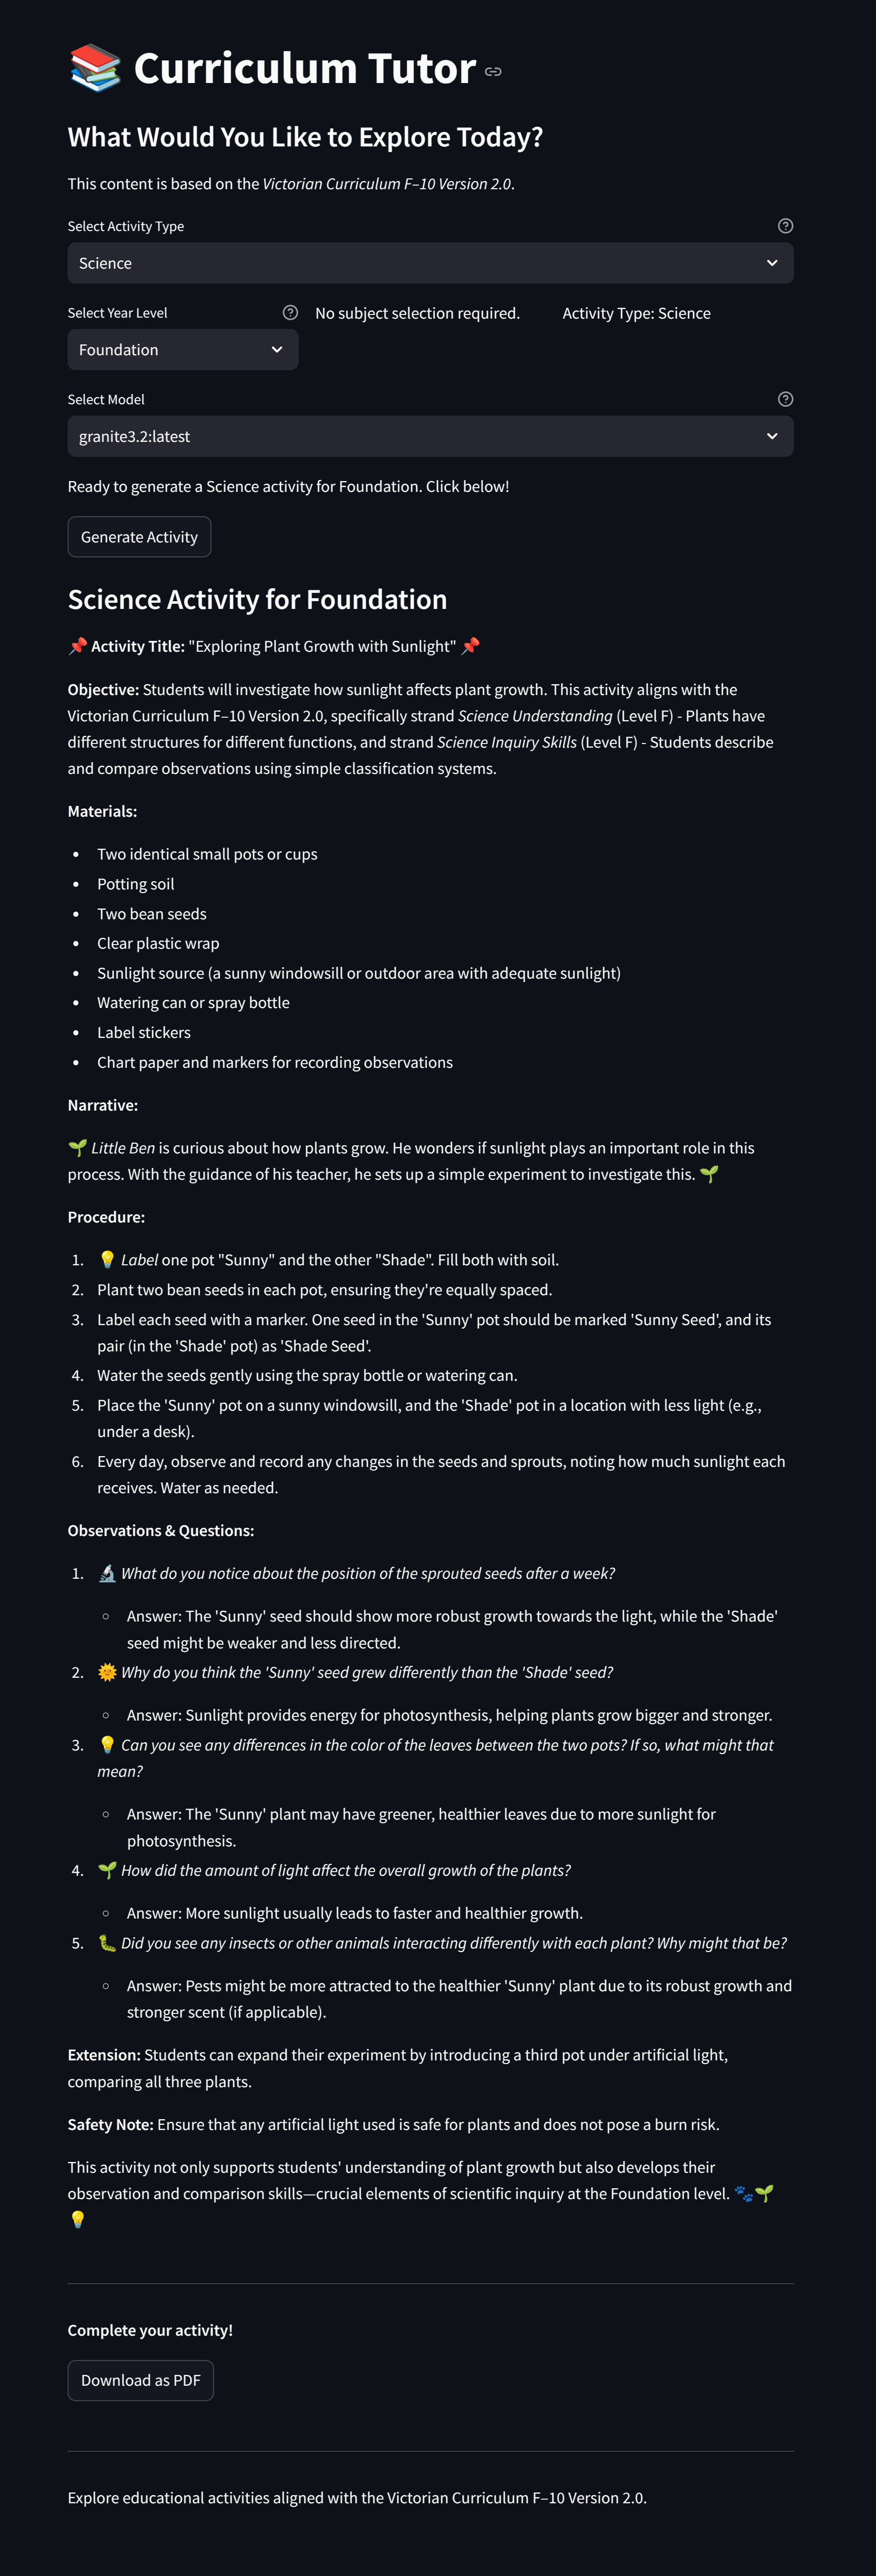 📚 Curriculum Tutor
What Would You Like to Explore Today?
This content is based on the Victorian Curriculum F–10 Version 2.0.
Select Activity Type
Science
Select Year Level
No subject selection required.
Activity Type: Science
Foundation
Select Model
granite3.2:latest
Ready to generate a Science activity for Foundation. Click below!
Generate Activity
Science Activity for Foundation
📌 Activity Title: "Exploring Plant Growth with Sunlight" 📌
Objective: Students will investigate how sunlight affects plant growth. This activity aligns with the
Victorian Curriculum F–10 Version 2.0, specifically strand Science Understanding (Level F) - Plants have
different structures for different functions, and strand Science Inquiry Skills (Level F) - Students describe
and compare observations using simple classification systems.
Materials:
• Two identical small pots or cups
• Potting soil
• Two bean seeds
• Clear plastic wrap
• Sunlight source (a sunny windowsill or outdoor area with adequate sunlight)
• Watering can or spray bottle
• Label stickers
• Chart paper and markers for recording observations
Narrative:
🌱 Little Ben is curious about how plants grow. He wonders if sunlight plays an important role in this
process. With the guidance of his teacher, he sets up a simple experiment to investigate this. 🌱
Procedure:
1. 💡 Label one pot "Sunny" and the other "Shade". Fill both with soil.
2. Plant two bean seeds in each pot, ensuring they're equally spaced.
3. Label each seed with a marker. One seed in the 'Sunny' pot should be marked 'Sunny Seed', and its
pair (in the 'Shade' pot) as 'Shade Seed'.
4. Water the seeds gently using the spray bottle or watering can.
5. Place the 'Sunny' pot on a sunny windowsill, and the 'Shade' pot in a location with less light (e.g.,
under a desk).
6. Every day, observe and record any changes in the seeds and sprouts, noting how much sunlight each
receives. Water as needed.
Observations & Questions:
1. 🔬 What do you notice about the position of the sprouted seeds after a week?
○ Answer: The 'Sunny' seed should show more robust growth towards the light, while the 'Shade'
seed might be weaker and less directed.
2. 🌞 Why do you think the 'Sunny' seed grew differently than the 'Shade' seed?
○ Answer: Sunlight provides energy for photosynthesis, helping plants grow bigger and stronger.
3. 💡 Can you see any differences in the color of the leaves between the two pots? If so, what might that
mean?
○ Answer: The 'Sunny' plant may have greener, healthier leaves due to more sunlight for
photosynthesis.
4. 🌱 How did the amount of light affect the overall growth of the plants?
○ Answer: More sunlight usually leads to faster and healthier growth.
5. 🐛 Did you see any insects or other animals interacting differently with each plant? Why might that be?
○ Answer: Pests might be more attracted to the healthier 'Sunny' plant due to its robust growth and
stronger scent (if applicable).
Extension: Students can expand their experiment by introducing a third pot under artificial light,
comparing all three plants.
Safety Note: Ensure that any artificial light used is safe for plants and does not pose a burn risk.
This activity not only supports students' understanding of plant growth but also develops their
observation and comparison skills—crucial elements of scientific inquiry at the Foundation level. 🐾🌱
💡
Complete your activity!
Download as PDF
Explore educational activities aligned with the Victorian Curriculum F–10 Version 2.0.